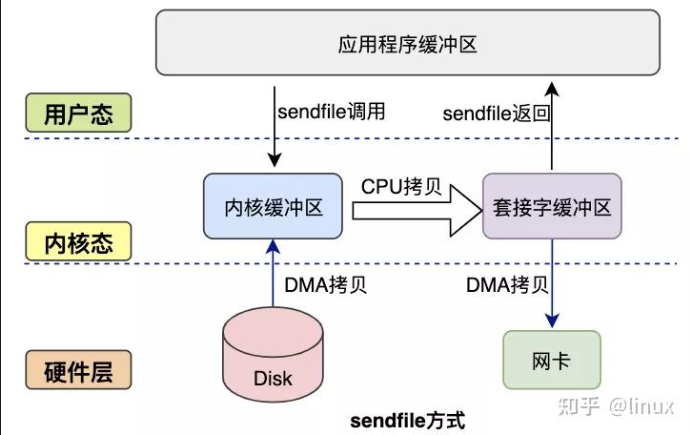 应用程序缓冲区
sendfile调用
sendfile返回
用户态
CPU拷贝
内核缓冲区
套接字缓冲区
内核态
DMA拷贝
DMA拷贝
硬件层
Disk
网卡
知乎 @linux
sendfile方式